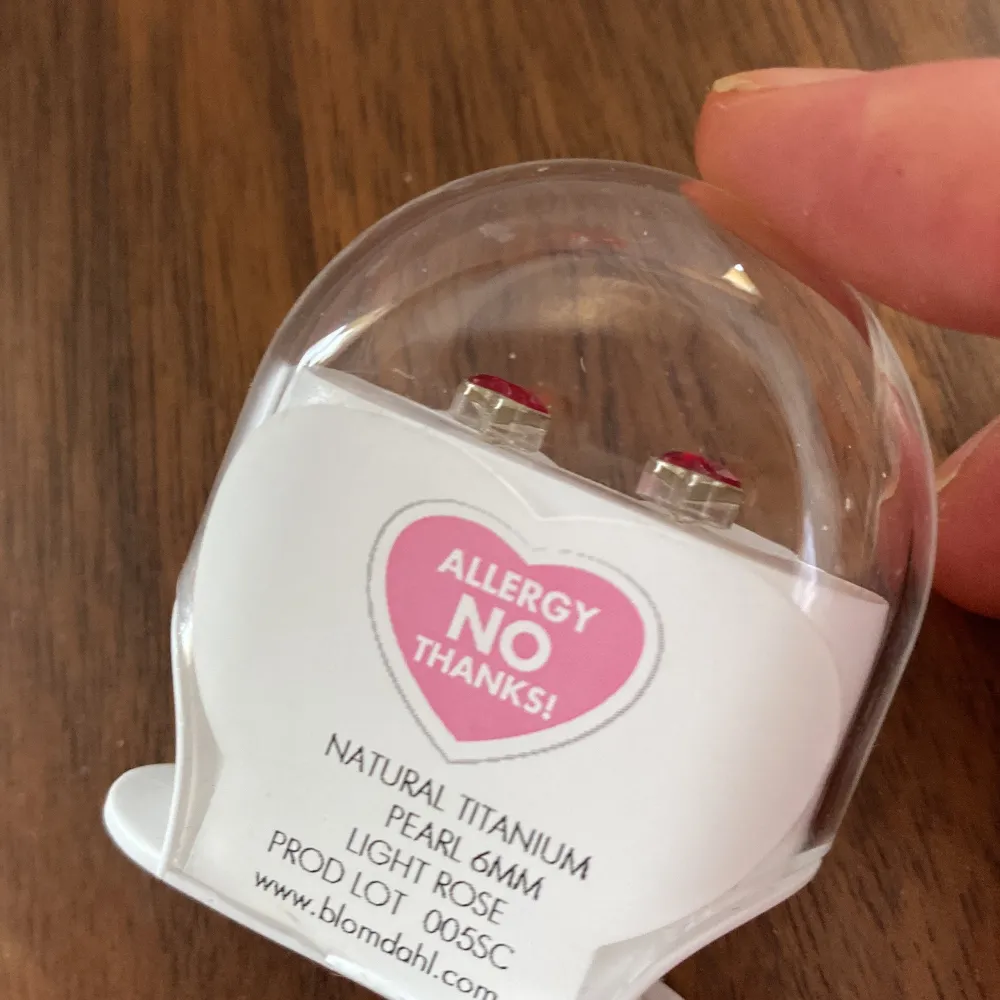 ALLERGY
NO
THANKS!
NATURAL TITANIUM
PEARL 6MM
LIGHT ROSE
PROD LOT 005SC
www.blomdahl.com